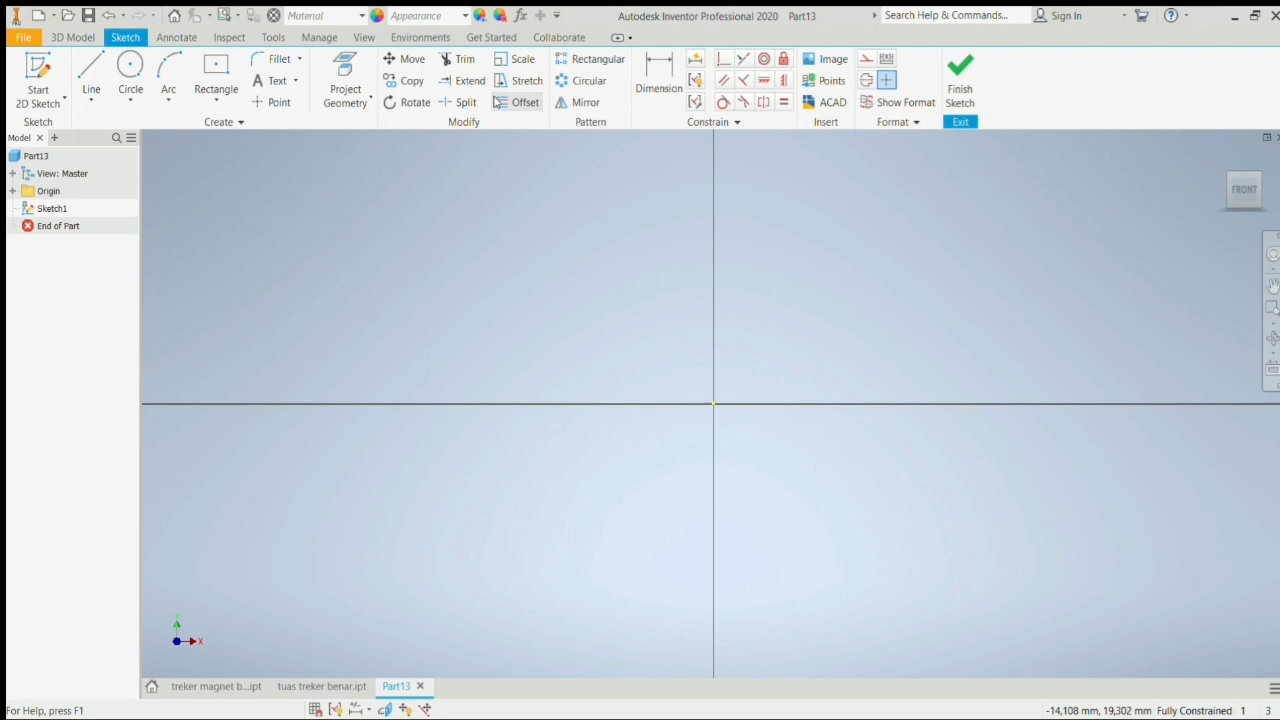 Material
Appearance
fx
Autodesk Inventor Professional 2020 Part13
Search Help & Commands...
Sign In
File 3D Model Sketch Annotate Inspect Tools Manage View Environments Get Started Collaborate
Start
2D Sketch
Line
Circle
Rectangle
Fillet
A Text
Point
Project
Geometry
Move
Copy
Rotate
Trim
Extend
Split
Scale
Stretch
Offset
Rectangular
Circular
Mirror
Dimension
Image
Points
ACAD
Show Format
Finish
Sketch
Sketch Create Modify Pattern Constrain Insert Format Exit
Model
Part13
View: Master
Origin
Sketch1
End of Part
FRONT
X
treker magnet b...ipt tuas treker benar.ipt Part13
For Help, press F1
-14,108 mm, 19,302 mm Fully Constrained 1 3